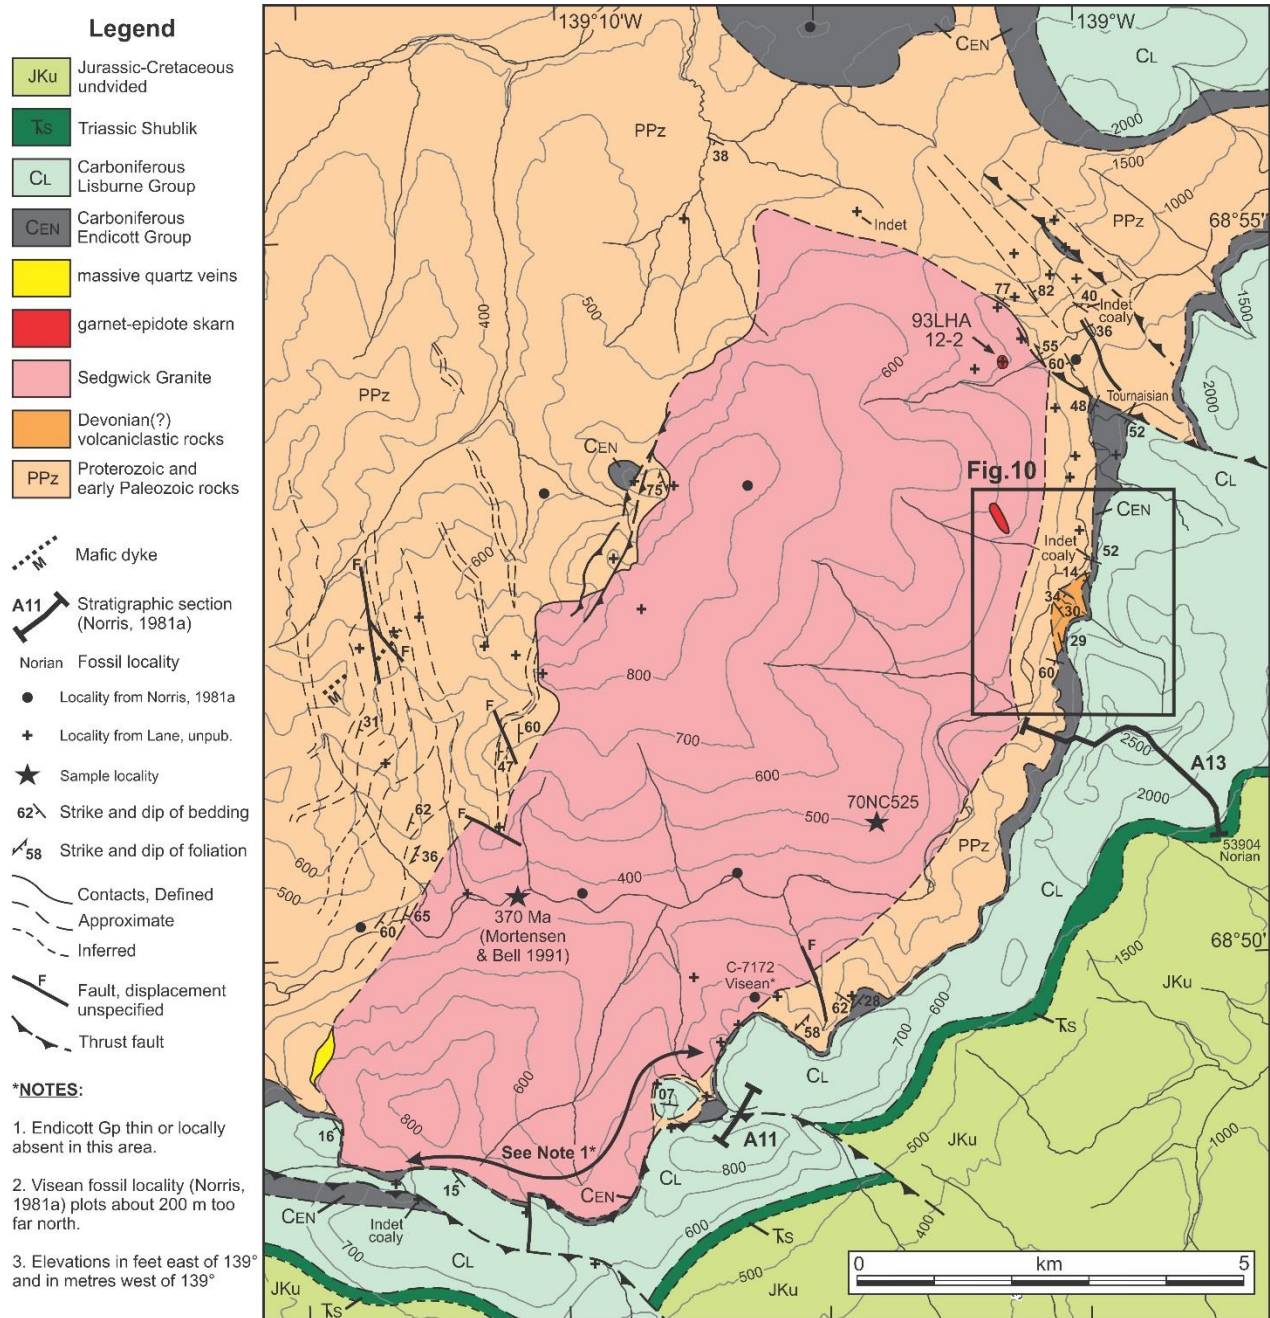 Legend
JKu
Jurassic-Cretaceous
undvided
Triassic Shublik
CL
Carboniferous
Lisburne Group
CEN
Carboniferous
Endicott Group
massive quartz veins
garnet-epidote skarn
Sedgwick Granite
Devonian(?)
volcaniclastic rocks
PPz
Proterozoic and
early Paleozoic rocks
M
Mafic dyke
A11
Stratigraphic section
(Norris, 1981a)
Norian
Fossil locality
Locality from Norris, 1981a
Locality from Lane, unpub.
Sample locality
62
Strike and dip of bedding
58
Strike and dip of foliation
Contacts, Defined
Approximate
Inferred
F
Fault, displacement
unspecified
Thrust fault
*NOTES:
1. Endicott Gp thin or locally
absent in this area.
2. Visean fossil locality (Norris,
1981a) plots about 200 m too
far north.
3. Elevations in feet east of 139°
and in metres west of 139°
139°10'W
139°W
CEN
CL
2000
PPz
38
1500
1000
PPz
Indet
68°55'
1500
400
500
77
82
40
Indet
coaly
36
93LHA
12-2
600
55
60
2000
PPz
Tournaisian
48
52
CEN
75
Fig.10
CL
CEN
Indet
coaly
52
14
34
30
29
60
600
F
F
M
31
800
F
60
47
700
2500
A13
2000
600
62
F
36
500
70NC525
53904
Norian
PPz
600
500
400
CL
65
60
370 Ma
(Mortensen
& Bell 1991)
F
68°50'
1500
C-7172
Visean*
JKu
62
28
600
58
700
TS
CL
600
07
800
16
See Note 1*
A11
500
JKu
1000
CL
800
15
CEN
400
CEN
Indet
coaly
600
TS
700
CL
500
JKu
JKu
TS
0
km
5